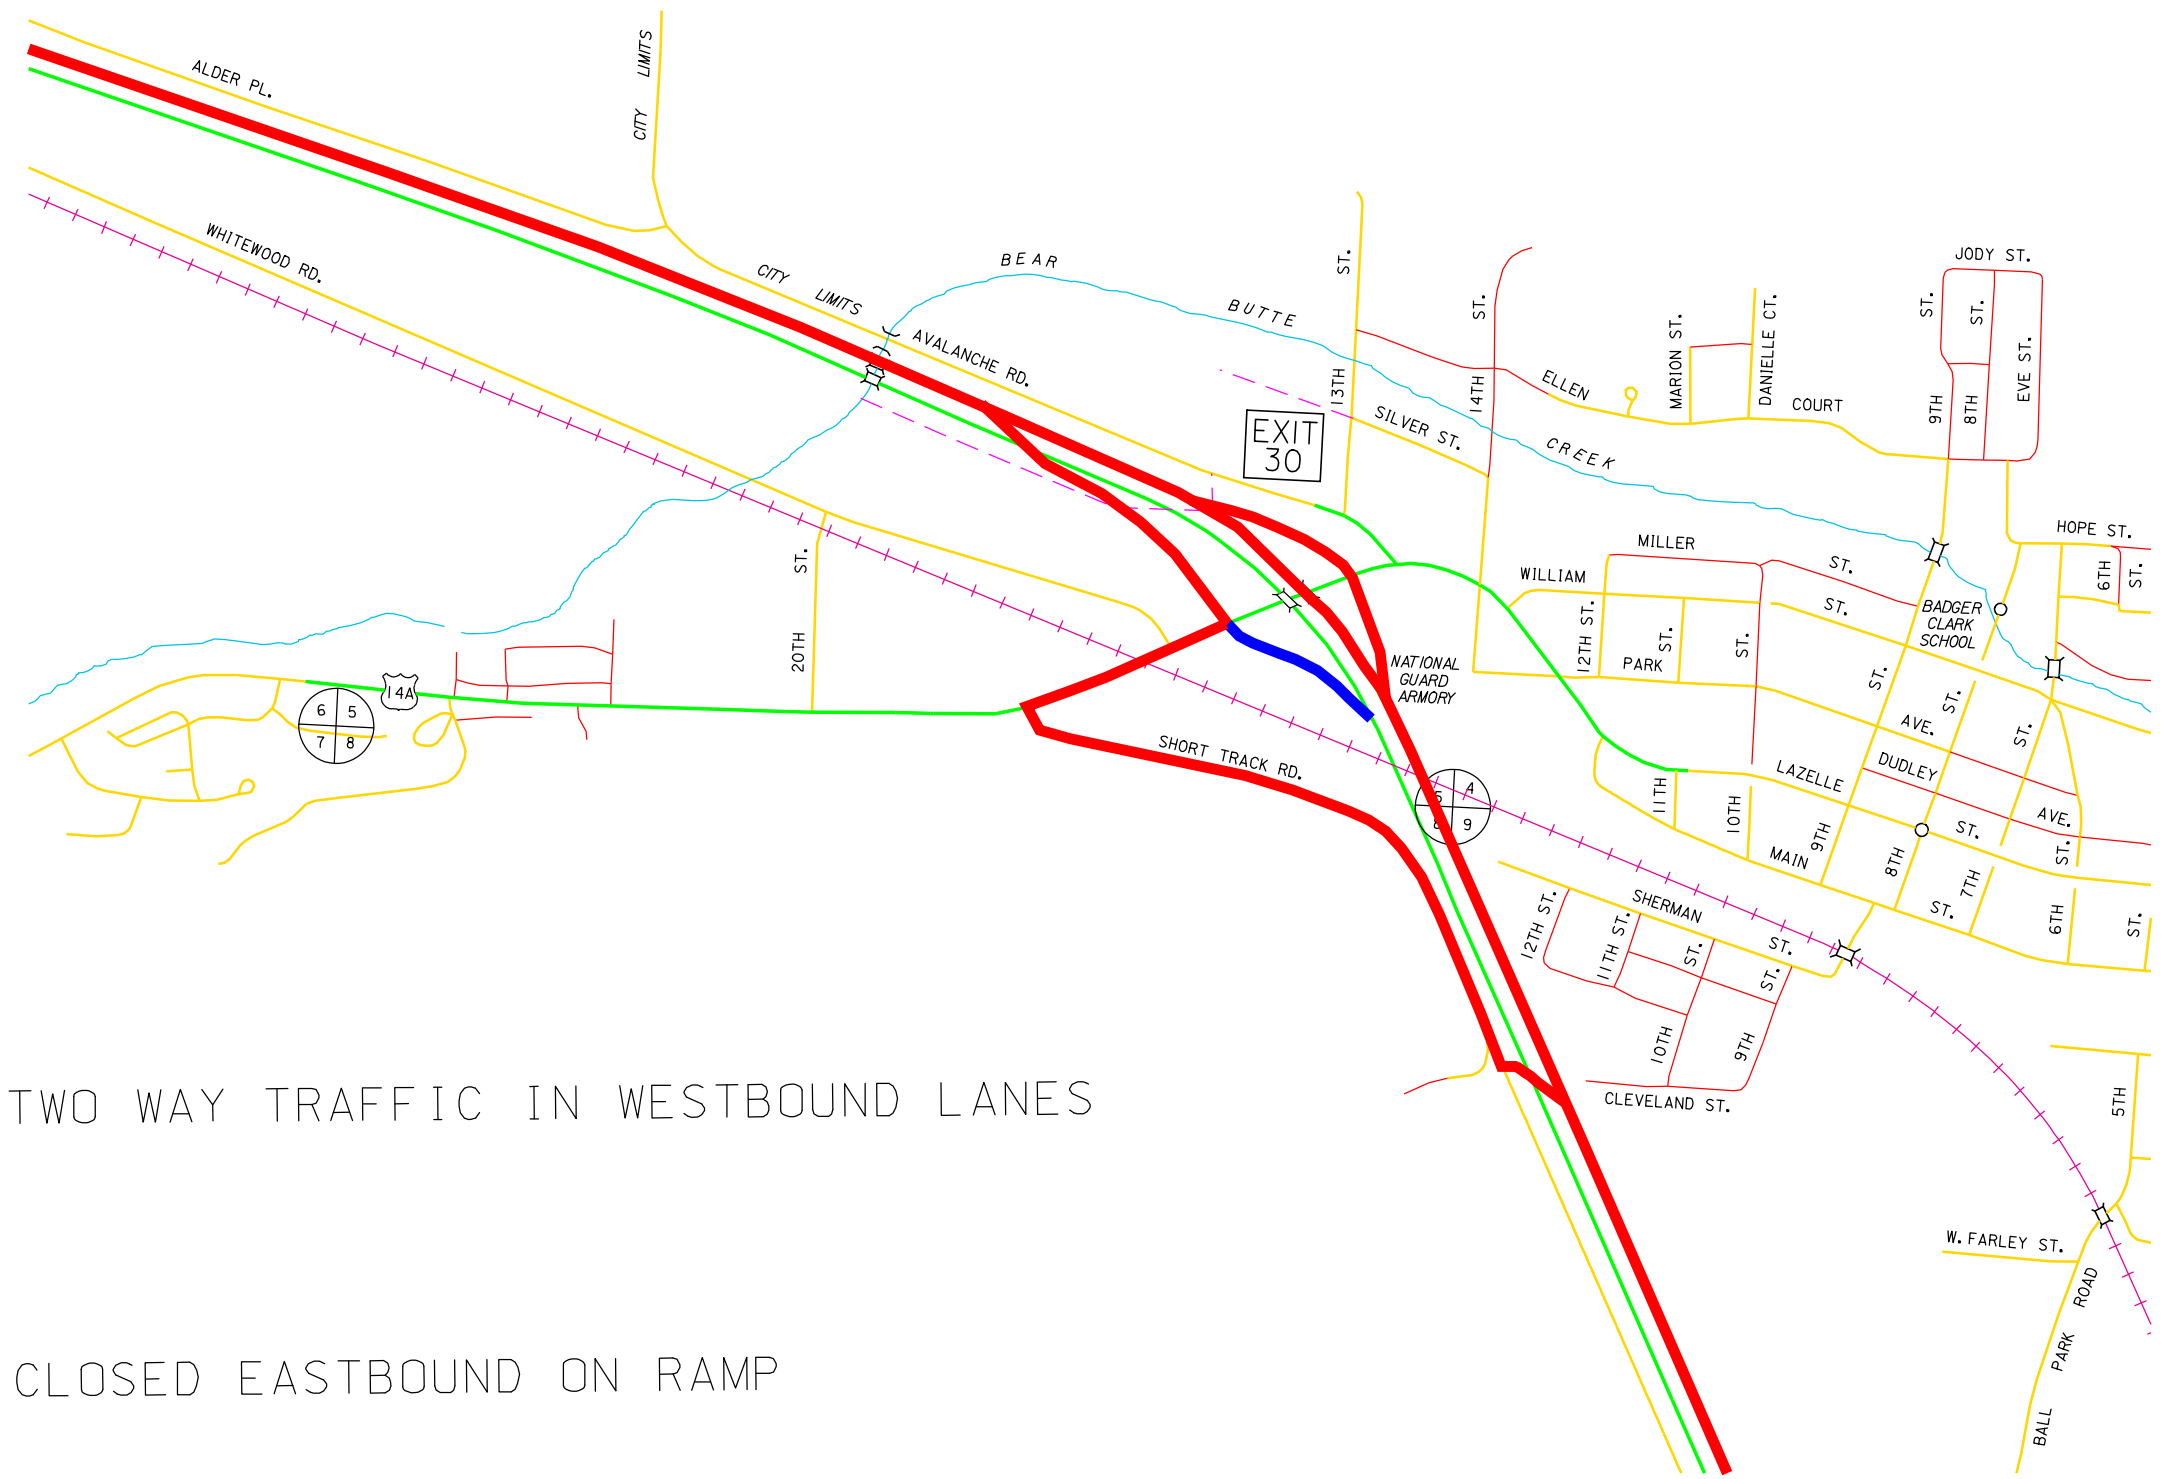 ALDER PL.
CITY LIMITS
WHITEWOOD RD.
CITY LIMITS
BEAR
BUTTE
CREEK
AVALANCHE RD.
EXIT
30
13TH ST.
14TH ST.
SILVER ST.
ELLEN
COURT
MARION ST.
DANIELLE CT.
JODY ST.
9TH ST.
8TH ST.
EVE ST.
HOPE ST.
6TH ST.
MILLER ST.
WILLIAM ST.
12TH ST.
ST.
ST.
PARK AVE.
BADGER
CLARK
SCHOOL
NATIONAL
GUARD
ARMORY
20TH ST.
14A
6 5
7 8
SHORT TRACK RD.
5 4
8 9
LAZELLE ST.
DUDLEY AVE.
11TH
10TH
9TH ST.
8TH ST.
7TH ST.
6TH ST.
ST.
MAIN ST.
SHERMAN ST.
12TH ST.
11TH ST.
10TH ST.
9TH ST.
CLEVELAND ST.
5TH
W. FARLEY ST.
BALL PARK ROAD
TWO WAY TRAFFIC IN WESTBOUND LANES
CLOSED EASTBOUND ON RAMP